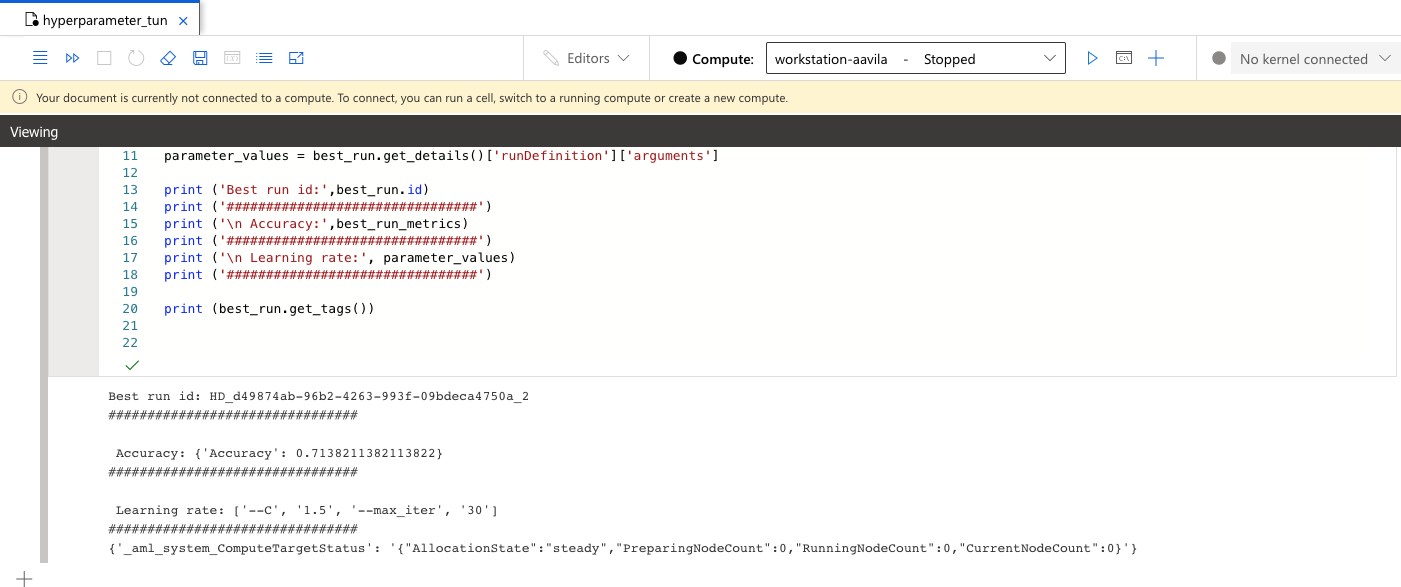 hyperparameter_tun ×
Editors
Compute: workstation-aavila - Stopped
No kernel connected
Your document is currently not connected to a compute. To connect, you can run a cell, switch to a running compute or create a new compute.
Viewing
11 parameter_values = best_run.get_details()['runDefinition']['arguments']
12
13 print ('Best run id:',best_run.id)
14 print ('################################')
15 print ('\n Accuracy:',best_run_metrics)
16 print ('################################')
17 print ('\n Learning rate:', parameter_values)
18 print ('################################')
19
20 print (best_run.get_tags())
21
22
Best run id: HD_d49874ab-96b2-4263-993f-09bdeca4750a_2
################################
Accuracy: {'Accuracy': 0.7138211382113822}
################################
Learning rate: ['--C', '1.5', '--max_iter', '30']
################################
{'_aml_system_ComputeTargetStatus': '{"AllocationState":"steady","PreparingNodeCount":0,"RunningNodeCount":0,"CurrentNodeCount":0}'}